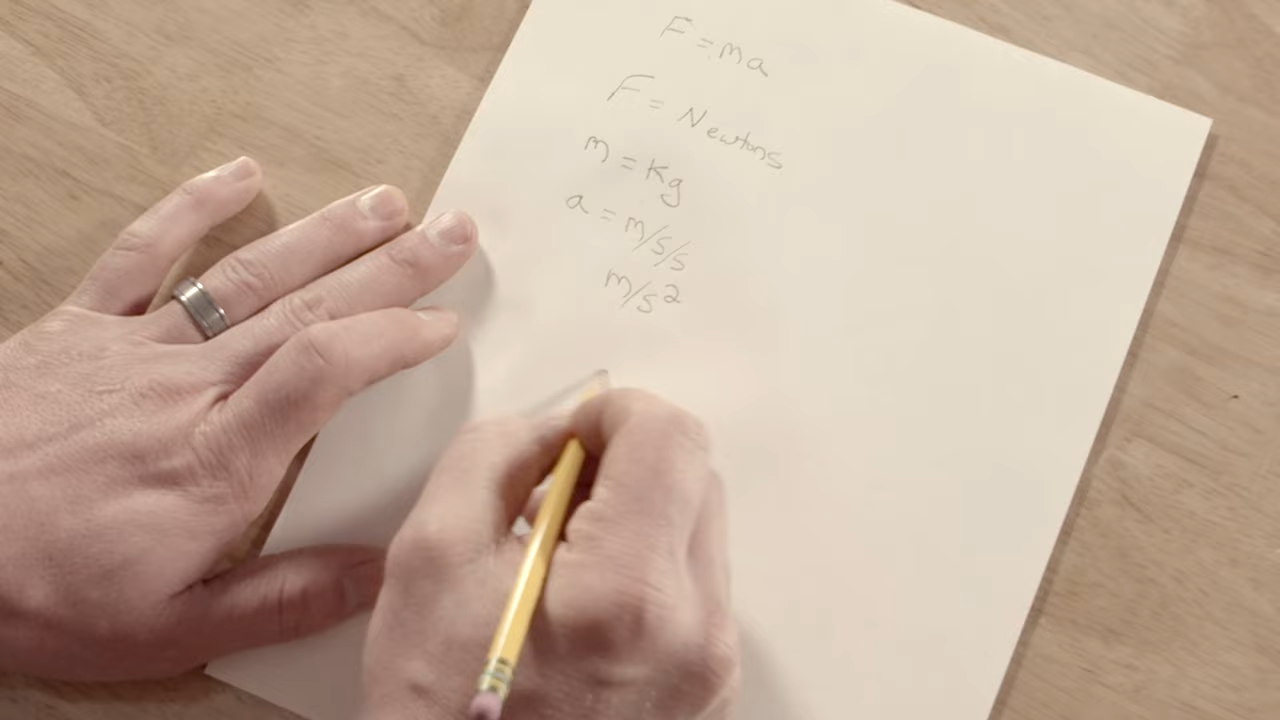 F = ma
F = Newtons
m = Kg
a = m/s/s
m/s²